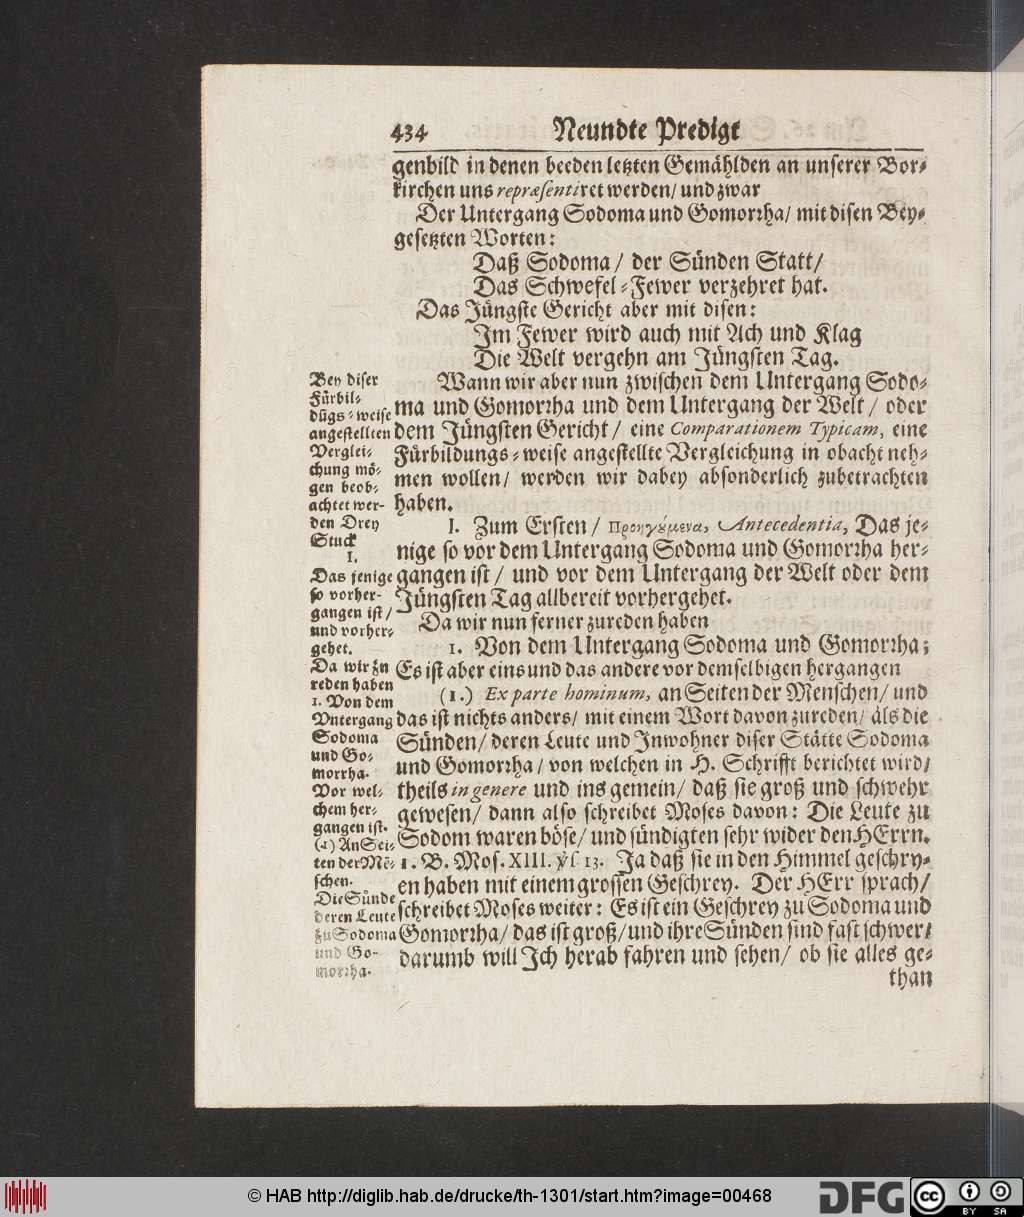 434 Neundte Predigt
genbild in denen beeden letzten Gemählden an unserer Bor⸗
kirchen uns repræsentiret werden/ und zwar
Der Untergang Sodoma und Gomorrha/ mit disen Bey⸗
gesetzten Worten:
Daß Sodoma/ der Sünden Statt/
Das Schwefel⸗Fewer verzehret hat.
Das Jüngste Gericht aber mit disen:
Im Fewer wird auch mit Ach und Klag
Die Welt vergehn am Jüngsten Tag.
Wann wir aber nun zwischen dem Untergang Sodo⸗
ma und Gomorrha und dem Untergang der Welt / oder
dem Jüngsten Gericht/ eine Comparationem Typicam, eine
Fürbildungs⸗weise angestellte Vergleichung in obacht neh⸗
men wollen/ werden wir dabey absonderlich zubetrachten
haben.
I. Zum Ersten/ Προηγύμενα, Antecedentia, Das je⸗
nige so vor dem Untergang Sodoma und Gomorrha her⸗
gangen ist/ und vor dem Untergang der Welt oder dem
Jüngsten Tag allbereit vorhergehet.
Da wir nun ferner zureden haben
1. Von dem Untergang Sodoma und Gomorrha;
Es ist aber eins und das andere vor demselbigen hergangen
(1.) Ex parte hominum, an Seiten der Menschen/ und
das ist nichts anders/ mit einem Wort davon zureden/ als die
Sünden/ deren Leute und Inwohner diser Stätte Sodoma
und Gomorrha/ von welchen in H. Schrifft berichtet wird/
theils in genere und ins gemein/ daß sie groß und schwehr
gewesen/ dann also schreibet Moses davon: Die Leute zu
Sodom waren böse/ und sündigten sehr wider den HErrn.
1. B. Mos. XIII. vs. 13. Ja daß sie in den Himmel geschry⸗
en haben mit einem grossen Geschrey. Der HErr sprach/
schreibet Moses weiter: Es ist ein Geschrey zu Sodoma und
Gomorrha/ das ist groß/ und ihre Sünden sind fast schwer/
darumb will Ich herab fahren und sehen/ ob sie alles ge⸗
than
Bey diser
Fürbil⸗
dūgs⸗weise
angestellten
Verglei⸗
chung mö⸗
gen beob⸗
achtet wer⸗
den Drey
Stuck
I.
Das jenige
so vorher⸗
gangen ist/
und vorher⸗
gehet.
Da wir zu
reden haben
1. Von dem
Vntergang
Sodoma
und Go⸗
morrha.
Vor wel⸗
chem her⸗
gangen ist.
(1) An Sei⸗
ten der Mē⸗
schen.
Die Sünde
deren Leute
zu Sodoma
und Go⸗
morrha.
© HAB http://diglib.hab.de/drucke/th-1301/start.htm?image=00468
DFG
cc
BY SA